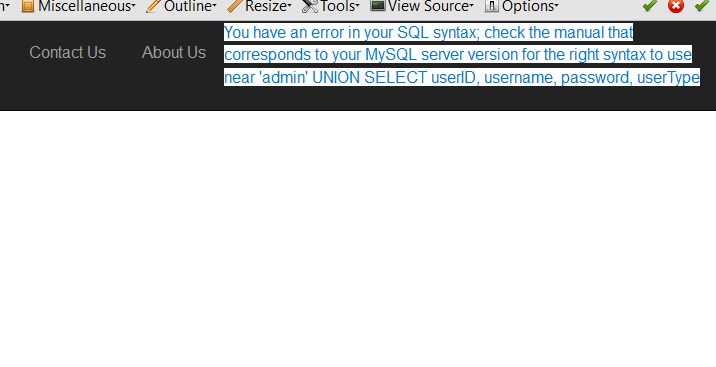 Miscellaneous Outline Resize Tools View Source Options
Contact Us About Us
You have an error in your SQL syntax; check the manual that
corresponds to your MySQL server version for the right syntax to use
near 'admin' UNION SELECT userID, username, password, userType